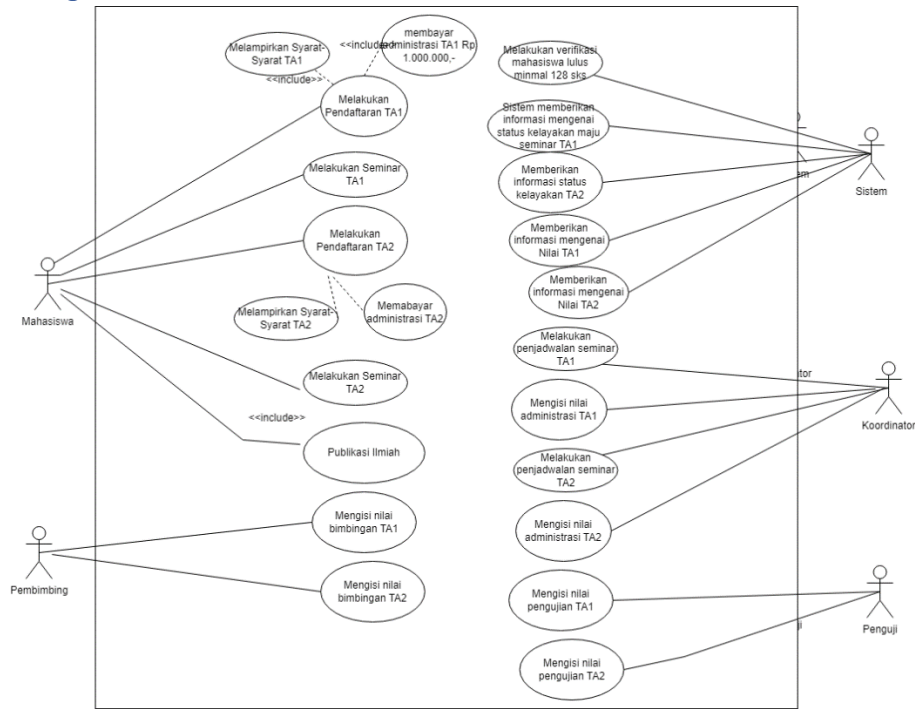 membayar
<<include>>
administrasi TA1 Rp
1.000.000,-
Melampirkan Syarat-
Syarat TA1
<<include>>
Melakukan
Pendaftaran TA1
Melakukan Seminar
TA1
Melakukan
Pendaftaran TA2
Melampirkan Syarat-
Syarat TA2
Memabayar
administrasi TA2
Mahasiswa
Melakukan Seminar
TA2
<<include>>
Publikasi Ilmiah
Mengisi nilai
bimbingan TA1
Mengisi nilai
bimbingan TA2
Pembimbing
Melakukan verifikasi
mahasiswa lulus
minmal 128 sks
Sistem memberikan
informasi mengenai
status kelayakan maju
seminar TA1
Memberikan
informasi status
kelayakan TA2
Memberikan
informasi mengenai
Nilai TA1
Memberikan
informasi mengenai
Nilai TA2
em
Sistem
Melakukan
penjadwalan seminar
TA1
Mengisi nilai
administrasi TA1
Melakukan
penjadwalan seminar
TA2
Mengisi nilai
administrasi TA2
ator
Koordinator
Mengisi nilai
pengujian TA1
Mengisi nilai
pengujian TA2
Penguji